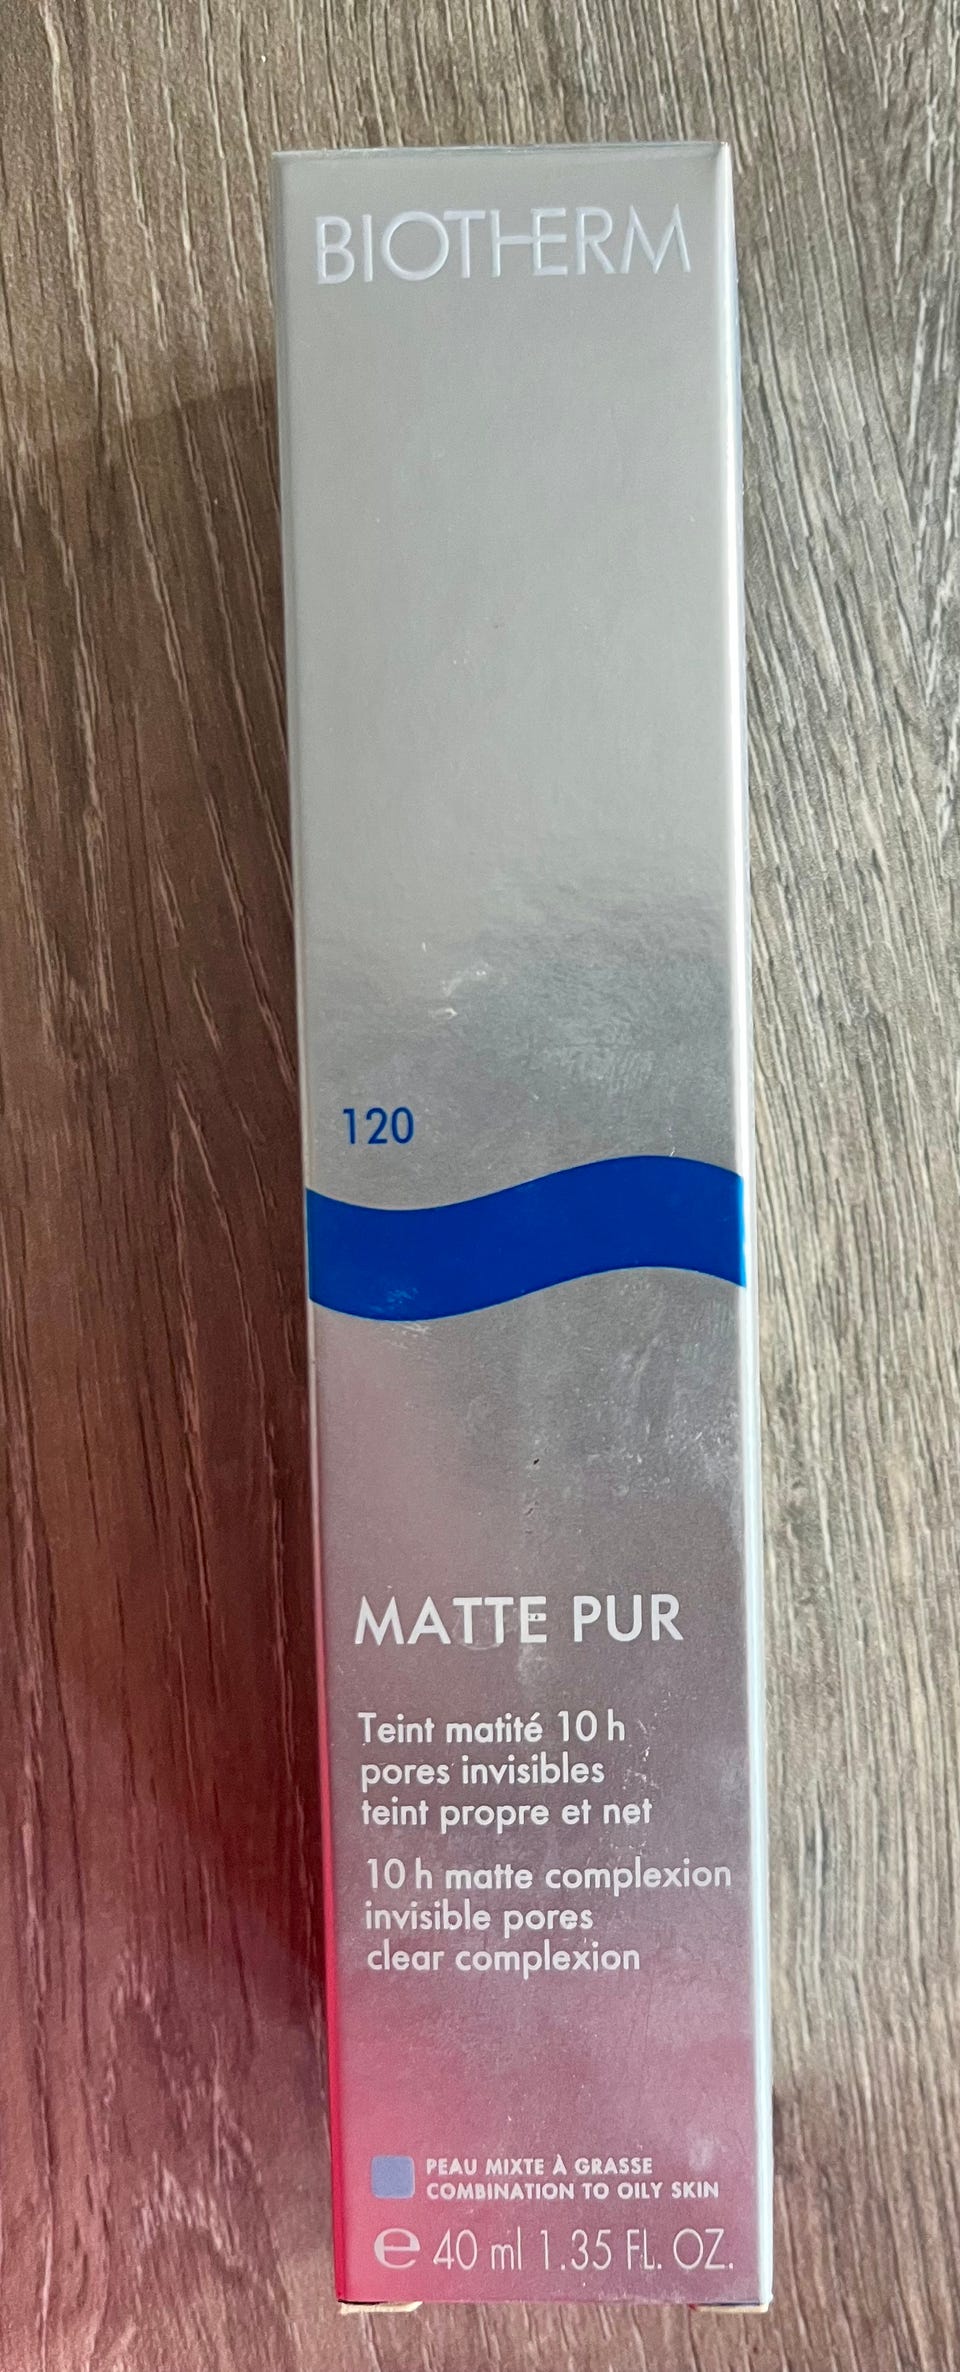 BIOTHERM
120
MATTE PUR
Teint matité 10 h
pores invisibles
teint propre et net
10 h matte complexion
invisible pores
clear complexion
PEAU MIXTE À GRASSE
COMBINATION TO OILY SKIN
℮ 40 ml 1.35 FL. OZ.